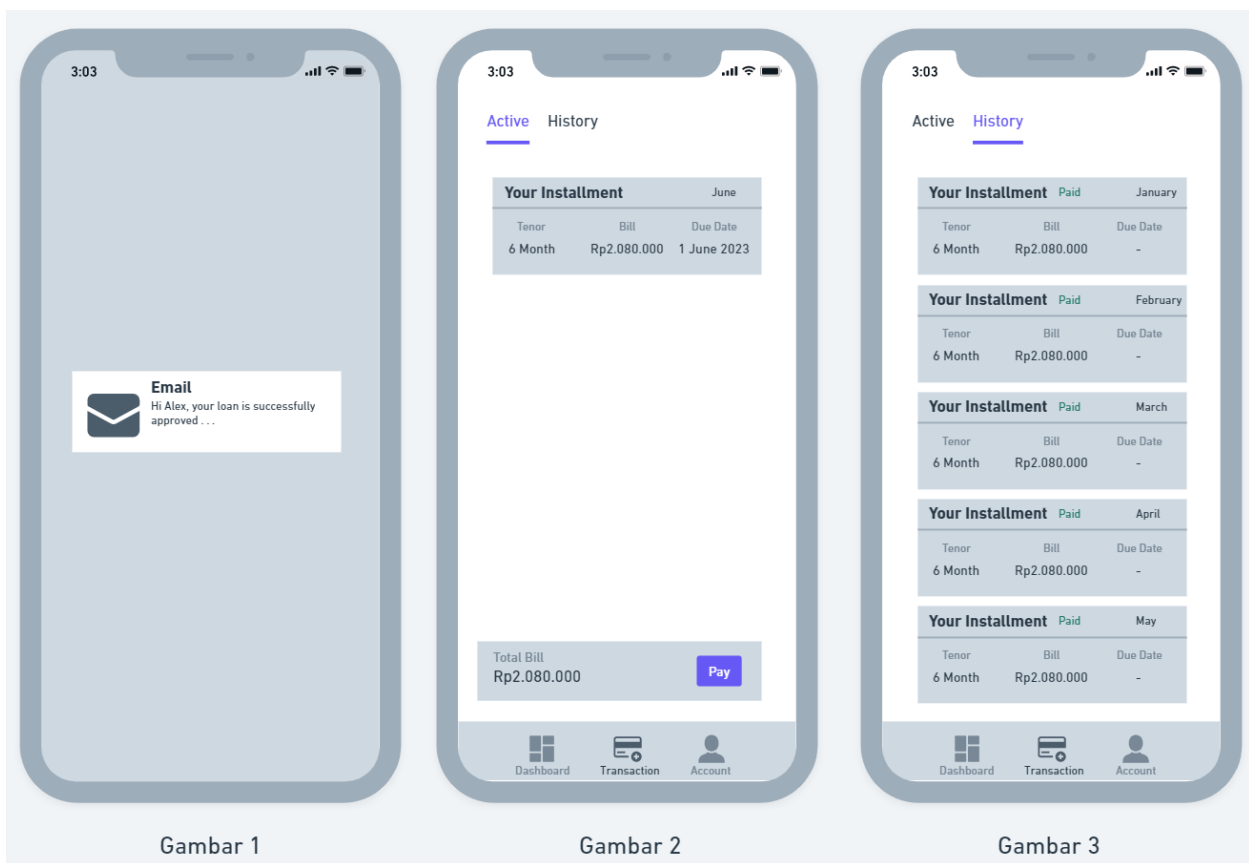 3:03
Email
Hi Alex, your loan is successfully
approved . . .
Gambar 1
3:03
Active History
Your Installment June
Tenor Bill Due Date
6 Month Rp2.080.000 1 June 2023
Total Bill
Rp2.080.000
Pay
Dashboard Transaction Account
Gambar 2
3:03
Active History
Your Installment Paid January
Tenor Bill Due Date
6 Month Rp2.080.000 -
Your Installment Paid February
Tenor Bill Due Date
6 Month Rp2.080.000 -
Your Installment Paid March
Tenor Bill Due Date
6 Month Rp2.080.000 -
Your Installment Paid April
Tenor Bill Due Date
6 Month Rp2.080.000 -
Your Installment Paid May
Tenor Bill Due Date
6 Month Rp2.080.000 -
Dashboard Transaction Account
Gambar 3